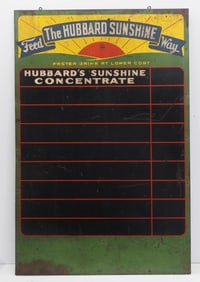 The HUBBARD SUNSHINE
Feed Way
FASTER GAINS AT LOWER COST
HUBBARD'S SUNSHINE
CONCENTRATE